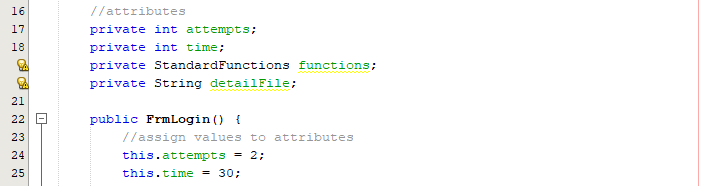 16 //attributes
17 private int attempts;
18 private int time;
private StandardFunctions functions;
private String detailFile;
21
22 public FrmLogin() {
23 //assign values to attributes
24 this.attempts = 2;
25 this.time = 30;